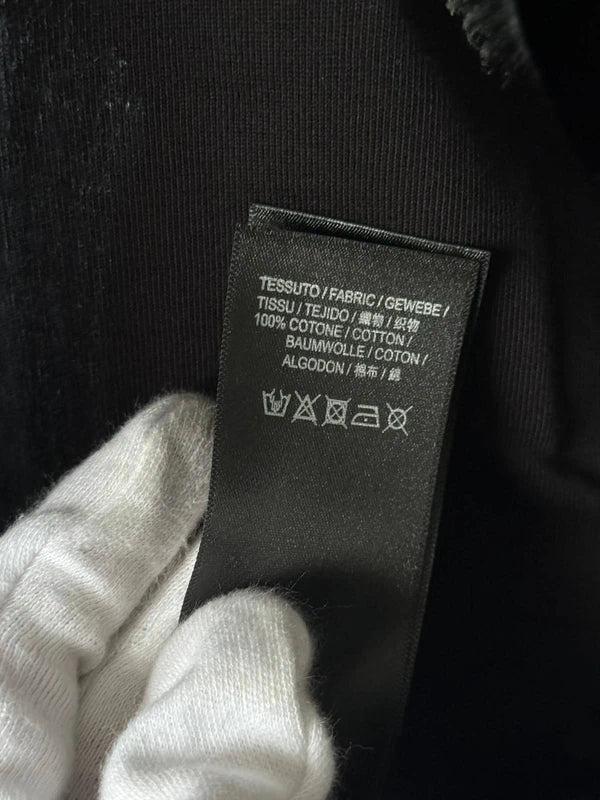 TESSUTO / FABRIC / GEWEBE /
TISSU / TEJIDO / 織物 / 织物
100% COTONE / COTTON /
BAUMWOLLE / COTON /
ALGODON / 棉布 / 綿